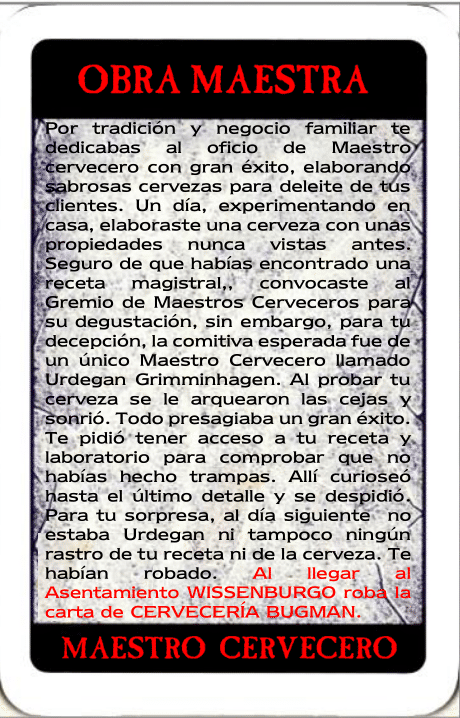 OBRA MAESTRA
Por tradición y negocio familiar te
dedicabas al oficio de Maestro
cervecero con gran éxito, elaborando
sabrosas cervezas para deleite de tus
clientes. Un día, experimentando en
casa, elaboraste una cerveza con unas
propiedades nunca vistas antes.
Seguro de que habías encontrado una
receta magistral,, convocaste al
Gremio de Maestros Cerveceros para
su degustación, sin embargo, para tu
decepción, la comitiva esperada fue de
un único Maestro Cervecero llamado
Urdegan Grimminhagen. Al probar tu
cerveza se le arquearon las cejas y
sonrió. Todo presagiaba un gran éxito.
Te pidió tener acceso a tu receta y
laboratorio para comprobar que no
habías hecho trampas. Allí curioseó
hasta el último detalle y se despidió.
Para tu sorpresa, al día siguiente no
estaba Urdegan ni tampoco ningún
rastro de tu receta ni de la cerveza. Te
habían robado. Al llegar al
Asentamiento WISSENBURGO roba la
carta de CERVECERÍA BUGMAN.
MAESTRO CERVECERO